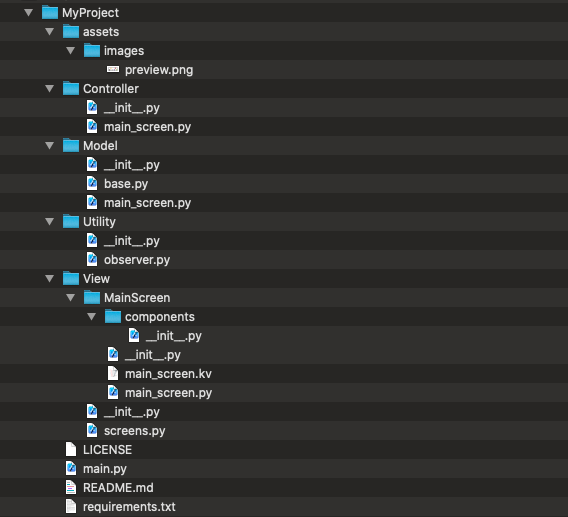 MyProject
assets
images
preview.png
Controller
__init__.py
main_screen.py
Model
__init__.py
base.py
main_screen.py
Utility
__init__.py
observer.py
View
MainScreen
components
__init__.py
__init__.py
main_screen.kv
main_screen.py
__init__.py
screens.py
LICENSE
main.py
README.md
requirements.txt